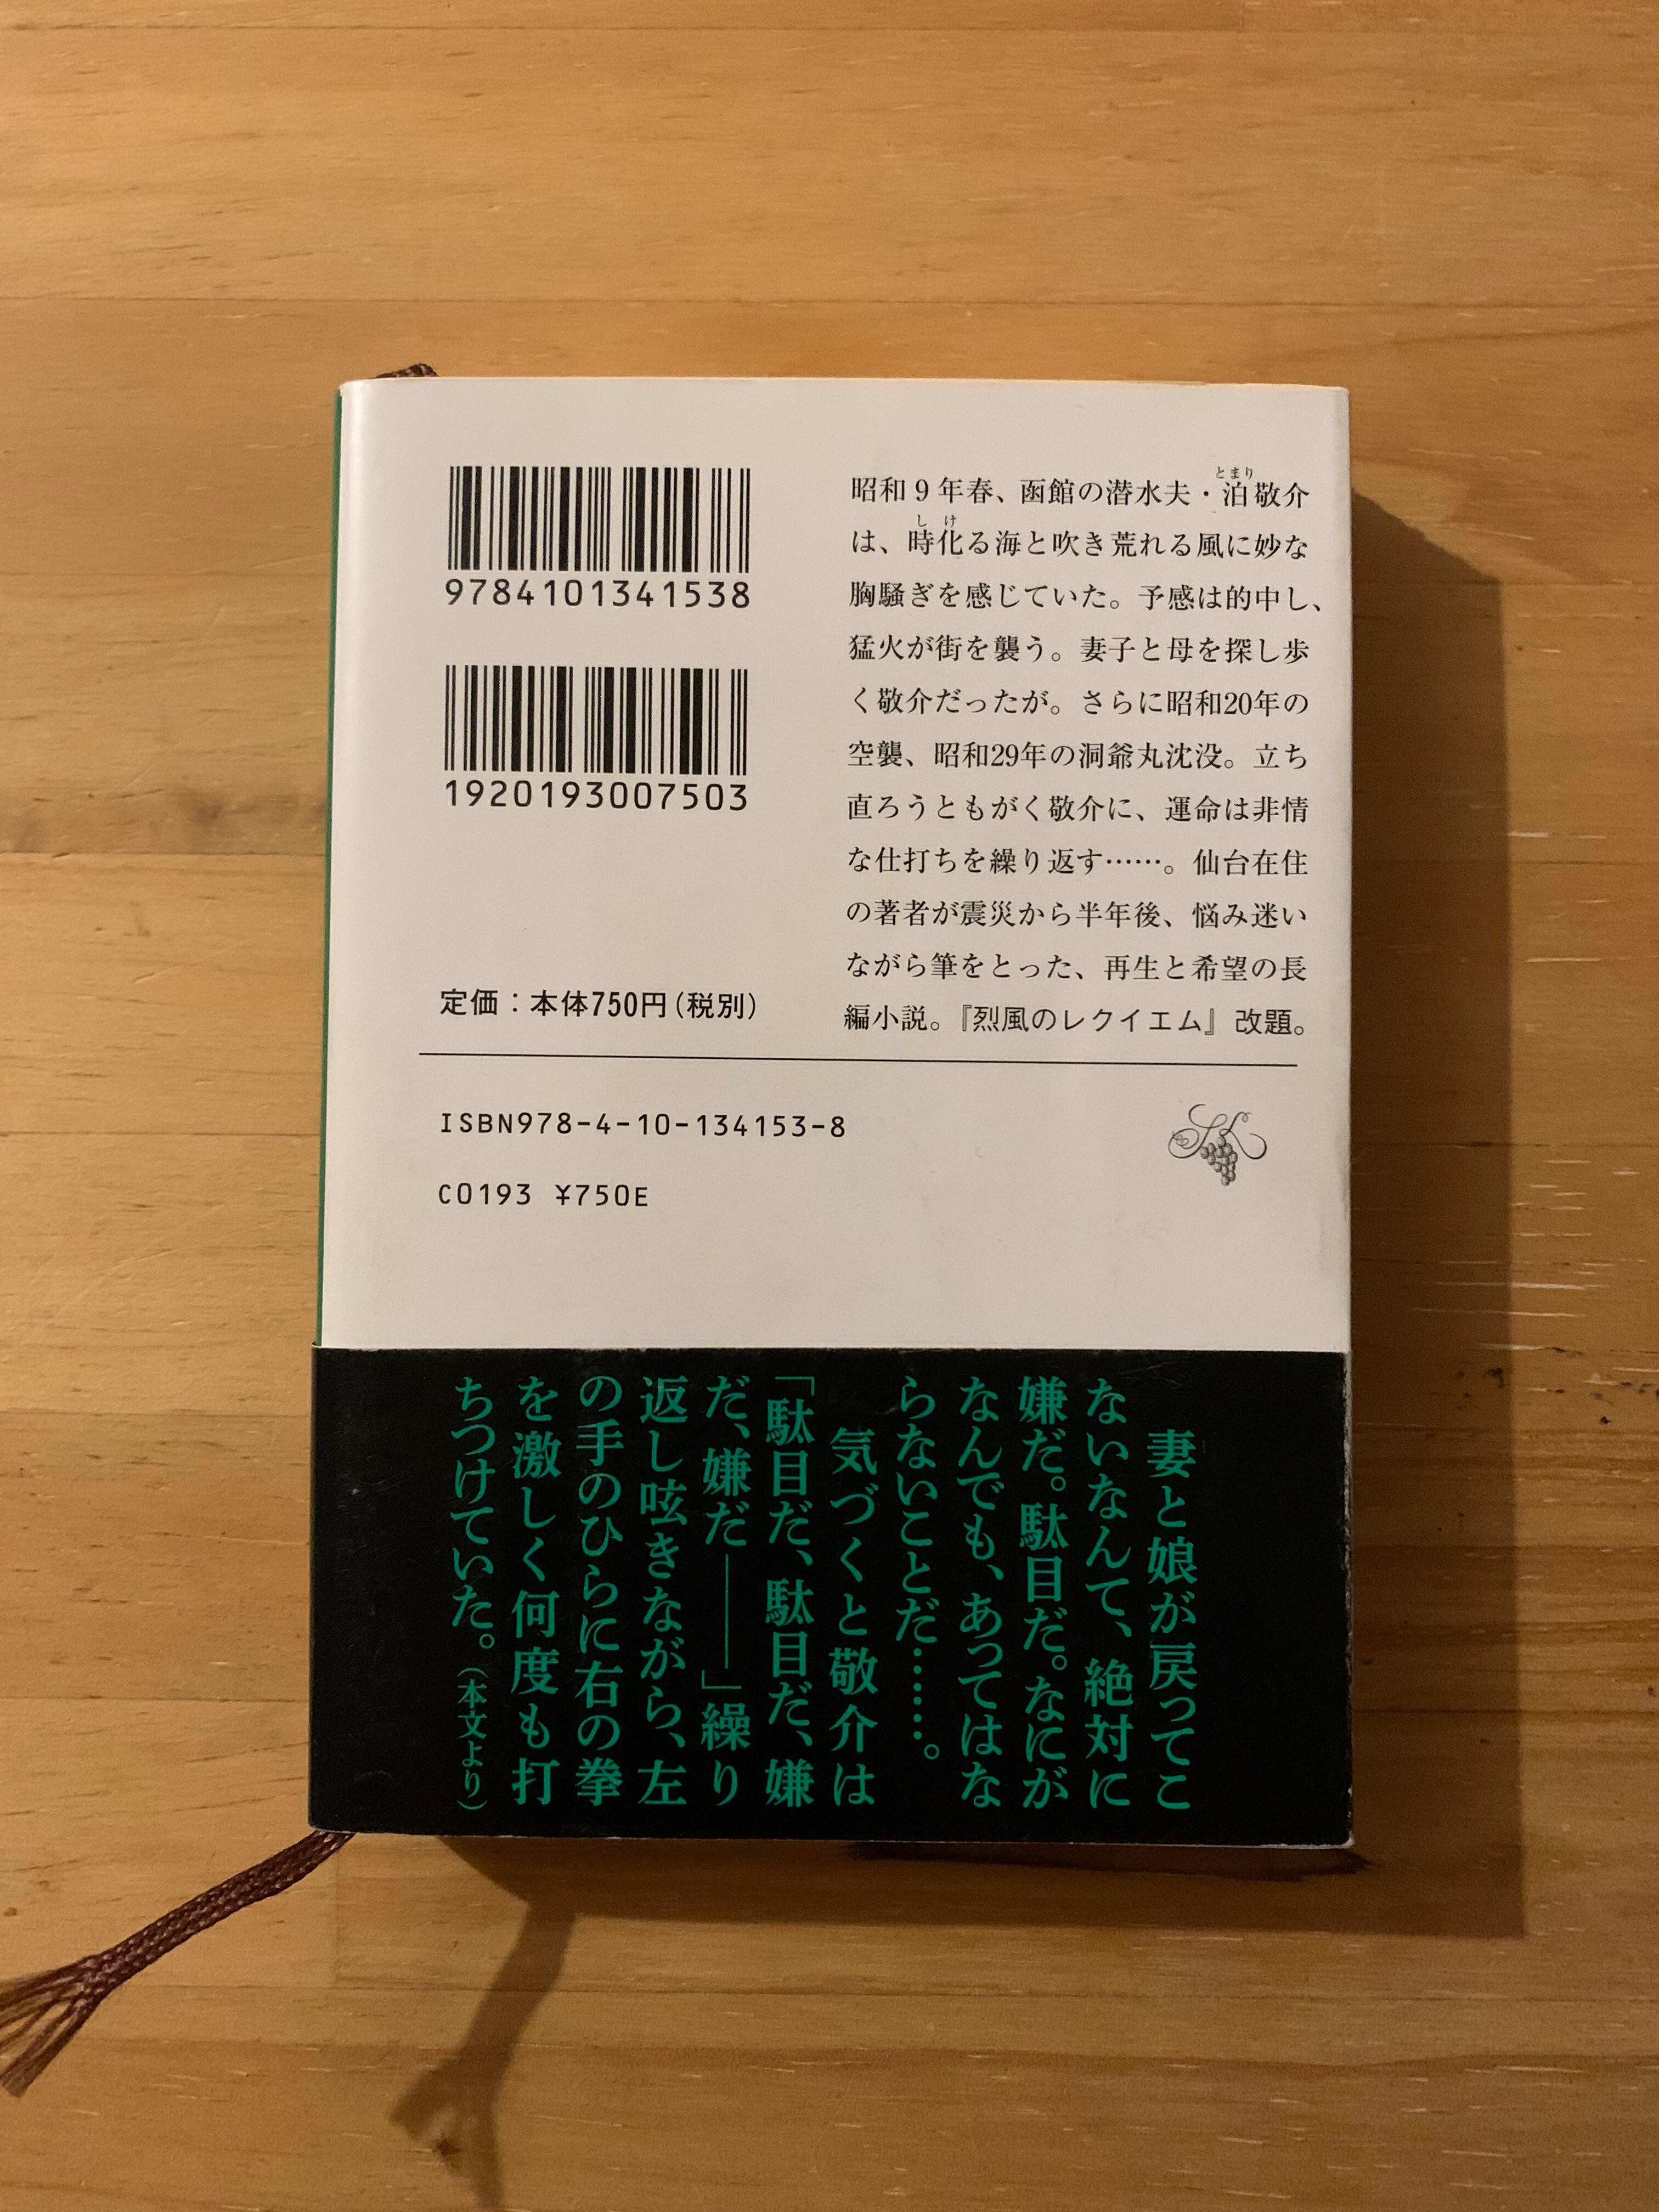 9784101341538
1920193007503
定価：本体750円（税別）
昭和9年春、函館の潜水夫・泊敬介
とまり
は、時化る海と吹き荒れる風に妙な
しけ
胸騒ぎを感じていた。予感は的中し、
猛火が街を襲う。妻子と母を探し歩
く敬介だったが。さらに昭和20年の
空襲、昭和29年の洞爺丸沈没。立ち
直ろうともがく敬介に、運命は非情
な仕打ちを繰り返す……。仙台在住
の著者が震災から半年後、悩み迷い
ながら筆をとった、再生と希望の長
編小説。『烈風のレクイエム』改題。
ISBN978-4-10-134153-8
C0193 ¥750E
妻と娘が戻ってこ
ないなんて、絶対に
嫌だ。駄目だ。なにが
なんでも、あってはな
らないことだ……。
気づくと敬介は
「駄目だ、駄目だ、嫌
だ、嫌だ――」繰り
返し呟きながら、左
の手のひらに右の拳
を激しく何度も打
ちつけていた。（本文より）